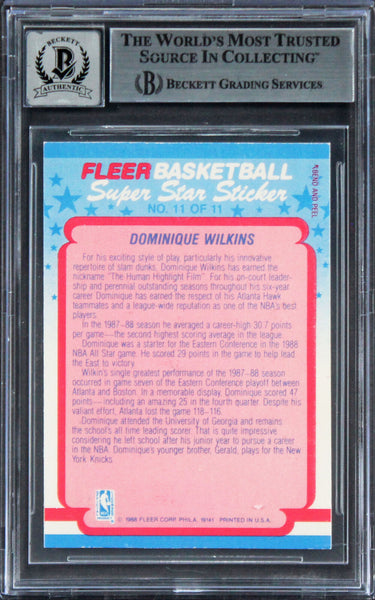 BECKETT
AUTHENTIC
THE WORLD'S MOST TRUSTED
SOURCE IN COLLECTING™
BECKETT GRADING SERVICES
FLEER BASKETBALL
Super Star Sticker
NO. 11 OF 11
BEND AND PEEL
DOMINIQUE WILKINS
For his exciting style of play, particularly his innovative
repertoire of slam dunks, Dominique Wilkins has earned the
nickname "The Human Highlight Film". For his on-court leader-
ship and perennial outstanding seasons throughout his six-year
career Dominique has earned the respect of his Atlanta Hawk
teammates and a league-wide reputation as one of the NBA's best
players.
In the 1987-88 season he averaged a career-high 30.7 points
per game—the second highest scoring average in the league.
Dominique was a starter for the Eastern Conference in the 1988
NBA All Star game. He scored 29 points in the game to help lead
the East to victory.
Wilkin's single greatest performance of the 1987-88 season
occurred in game seven of the Eastern Conference playoff between
Atlanta and Boston. In a memorable display, Dominique scored 47
points—including an amazing 25 in the fourth quarter. Despite his
valiant effort, Atlanta lost the game 118-116.
Dominique attended the University of Georgia and remains
the school's all time leading scorer. That is quite impressive
considering he left school after his junior year to pursue a career
in the NBA. Dominique's younger brother, Gerald, plays for the New
York Knicks.
NBA
© 1988 FLEER CORP. PHILA. 19141 PRINTED IN U.S.A.